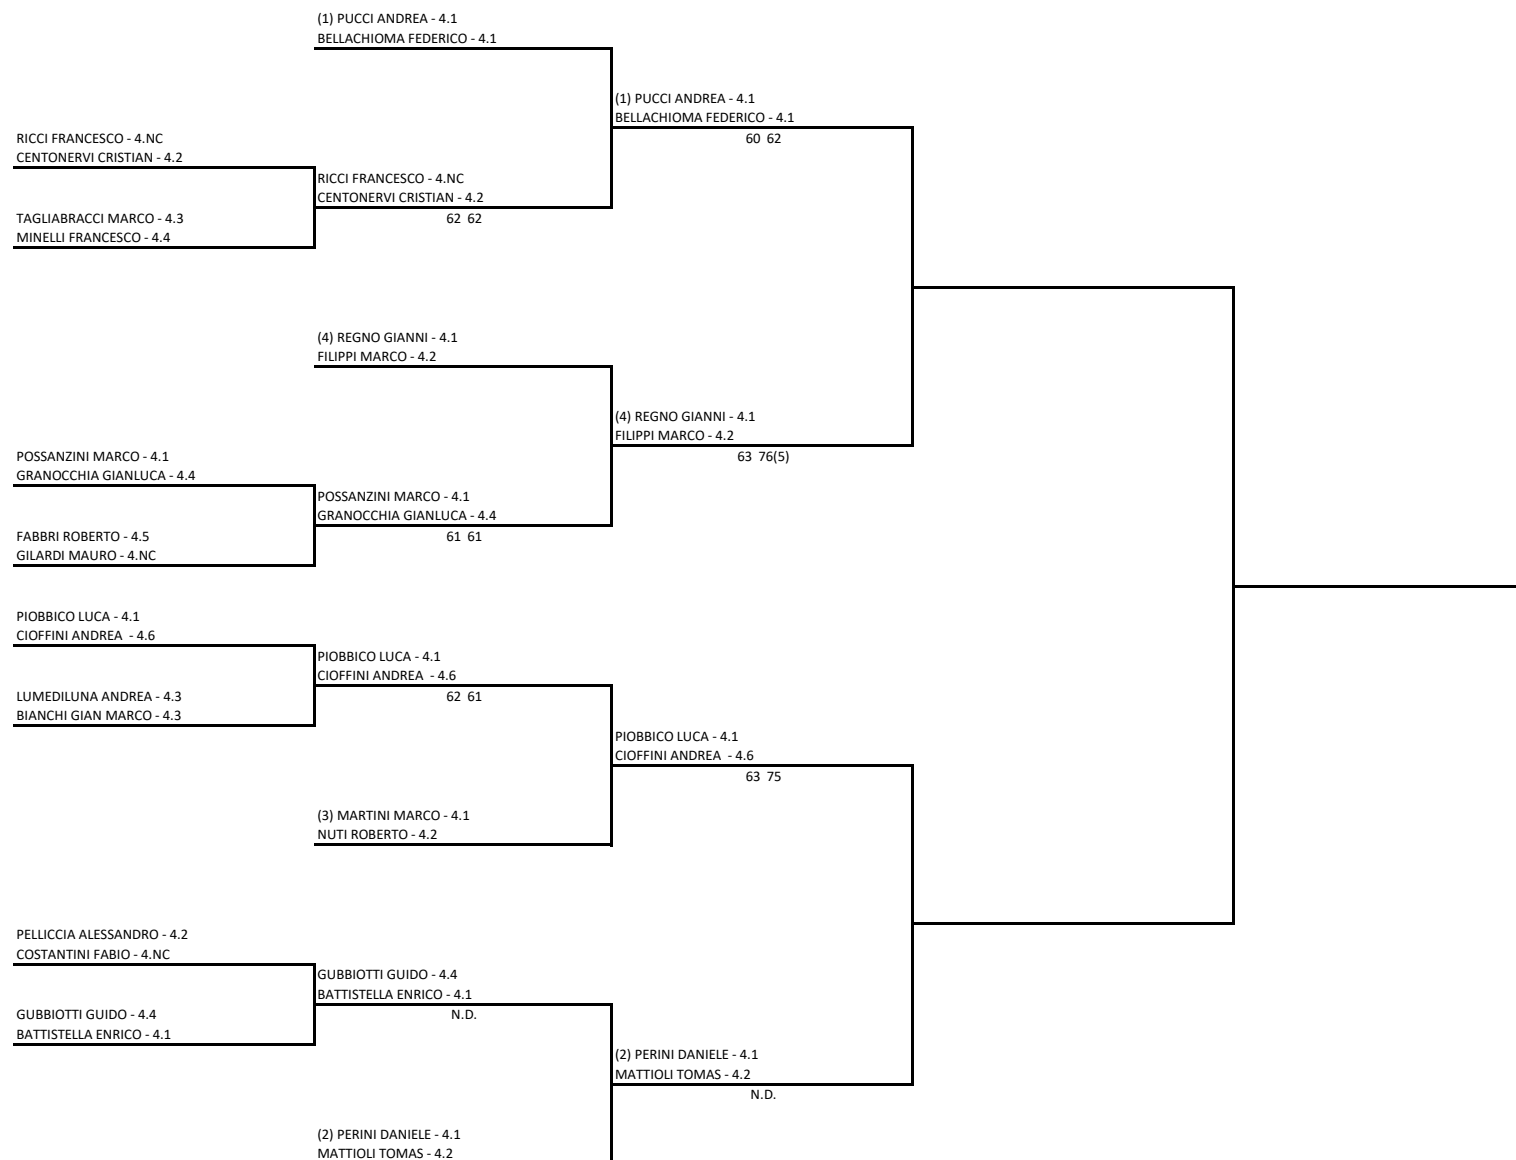 (1) PUCCI ANDREA - 4.1
BELLACHIOMA FEDERICO - 4.1
(1) PUCCI ANDREA - 4.1
BELLACHIOMA FEDERICO - 4.1
60 62
RICCI FRANCESCO - 4.NC
CENTONERVI CRISTIAN - 4.2
RICCI FRANCESCO - 4.NC
CENTONERVI CRISTIAN - 4.2
62 62
TAGLIABRACCI MARCO - 4.3
MINELLI FRANCESCO - 4.4
(4) REGNO GIANNI - 4.1
FILIPPI MARCO - 4.2
(4) REGNO GIANNI - 4.1
FILIPPI MARCO - 4.2
63 76(5)
POSSANZINI MARCO - 4.1
GRANOCCHIA GIANLUCA - 4.4
POSSANZINI MARCO - 4.1
GRANOCCHIA GIANLUCA - 4.4
61 61
FABBRI ROBERTO - 4.5
GILARDI MAURO - 4.NC
PIOBBICO LUCA - 4.1
CIOFFINI ANDREA - 4.6
PIOBBICO LUCA - 4.1
CIOFFINI ANDREA - 4.6
62 61
LUMEDILUNA ANDREA - 4.3
BIANCHI GIAN MARCO - 4.3
PIOBBICO LUCA - 4.1
CIOFFINI ANDREA - 4.6
63 75
(3) MARTINI MARCO - 4.1
NUTI ROBERTO - 4.2
PELLICCIA ALESSANDRO - 4.2
COSTANTINI FABIO - 4.NC
GUBBIOTTI GUIDO - 4.4
BATTISTELLA ENRICO - 4.1
N.D.
GUBBIOTTI GUIDO - 4.4
BATTISTELLA ENRICO - 4.1
(2) PERINI DANIELE - 4.1
MATTIOLI TOMAS - 4.2
N.D.
(2) PERINI DANIELE - 4.1
MATTIOLI TOMAS - 4.2